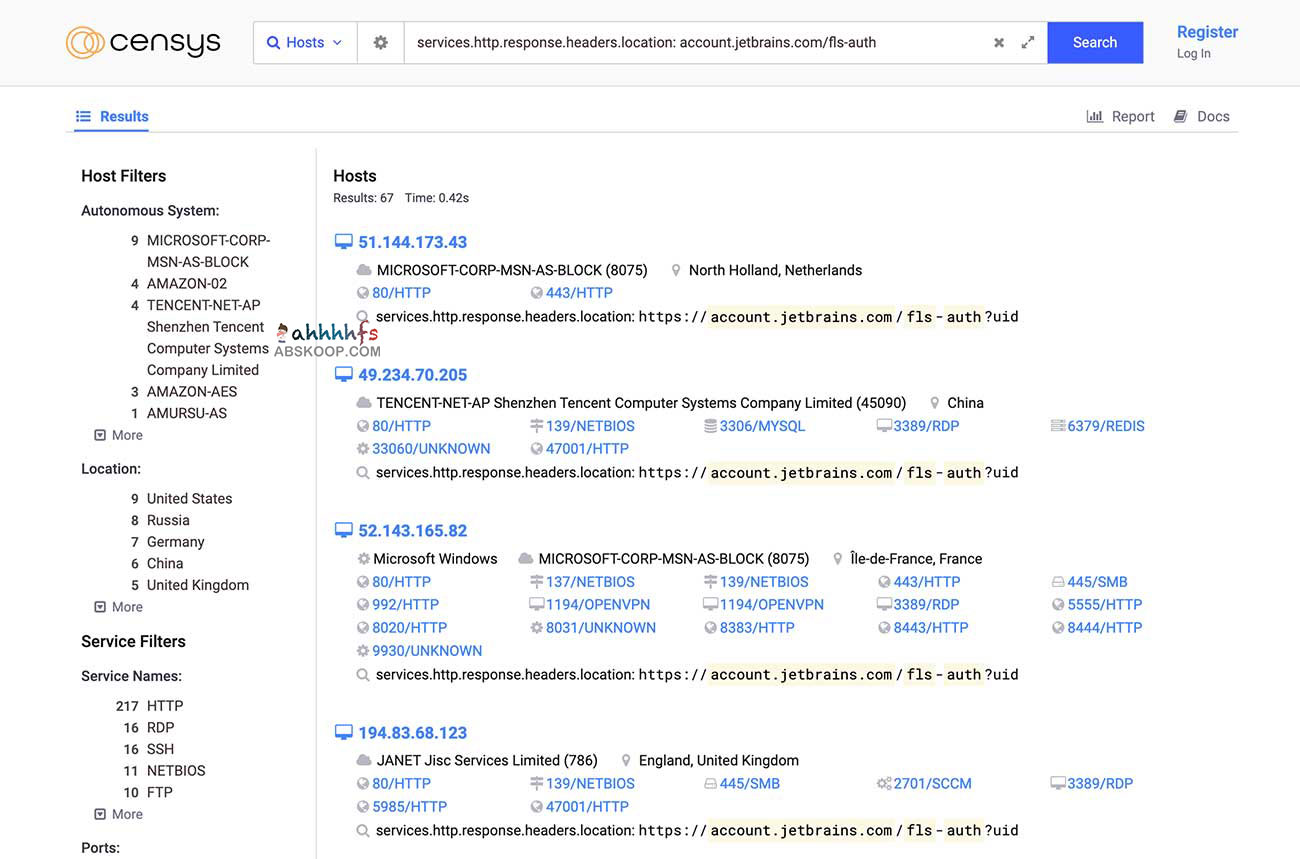 censys
Hosts
services.http.response.headers.location: account.jetbrains.com/fls-auth
Search
Register
Log In
Results
Report
Docs
Host Filters
Autonomous System:
9 MICROSOFT-CORP-
MSN-AS-BLOCK
4 AMAZON-02
4 TENCENT-NET-AP
Shenzhen Tencent
Computer Systems
Company Limited
3 AMAZON-AES
1 AMURSU-AS
More
Location:
9 United States
8 Russia
7 Germany
6 China
5 United Kingdom
More
Service Filters
Service Names:
217 HTTP
16 RDP
16 SSH
11 NETBIOS
10 FTP
More
Ports:
ahhhhfs
ABSKOOP.COM
Hosts
Results: 67 Time: 0.42s
51.144.173.43
MICROSOFT-CORP-MSN-AS-BLOCK (8075) North Holland, Netherlands
80/HTTP 443/HTTP
services.http.response.headers.location: https://account.jetbrains.com/fls-auth?uid
49.234.70.205
TENCENT-NET-AP Shenzhen Tencent Computer Systems Company Limited (45090) China
80/HTTP 139/NETBIOS 3306/MYSQL 3389/RDP 6379/REDIS
33060/UNKNOWN 47001/HTTP
services.http.response.headers.location: https://account.jetbrains.com/fls-auth?uid
52.143.165.82
Microsoft Windows MICROSOFT-CORP-MSN-AS-BLOCK (8075) Île-de-France, France
80/HTTP 137/NETBIOS 139/NETBIOS 443/HTTP 445/SMB
992/HTTP 1194/OPENVPN 1194/OPENVPN 3389/RDP 5555/HTTP
8020/HTTP 8031/UNKNOWN 8383/HTTP 8443/HTTP 8444/HTTP
9930/UNKNOWN
services.http.response.headers.location: https://account.jetbrains.com/fls-auth?uid
194.83.68.123
JANET Jisc Services Limited (786) England, United Kingdom
80/HTTP 139/NETBIOS 445/SMB 2701/SCCM 3389/RDP
5985/HTTP 47001/HTTP
services.http.response.headers.location: https://account.jetbrains.com/fls-auth?uid